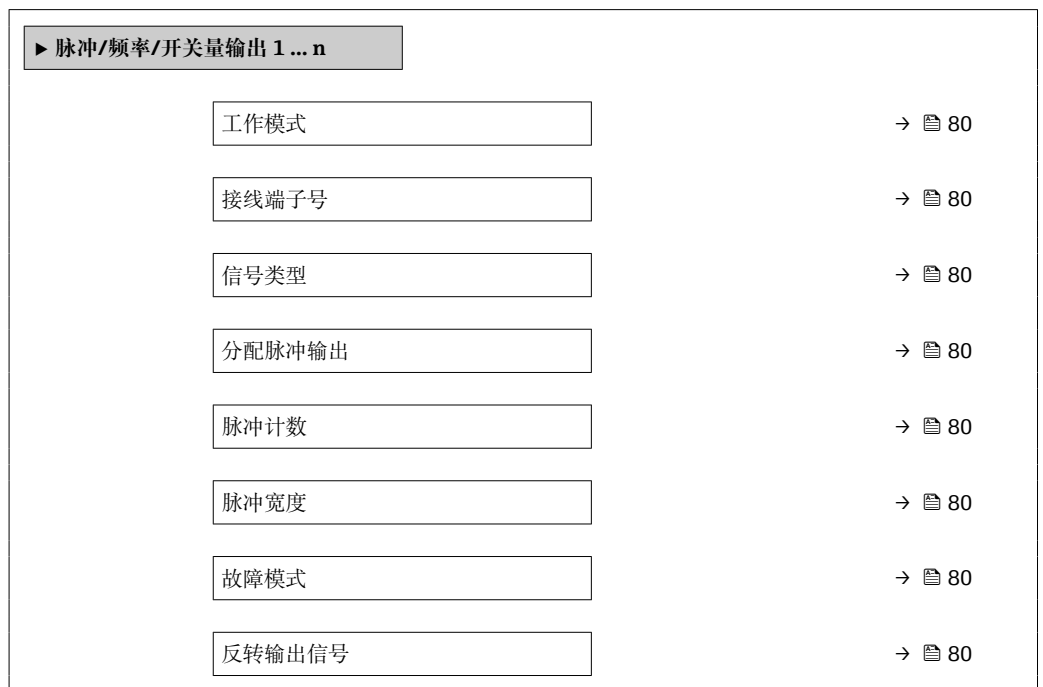 ▶ 脉冲/频率/开关量输出 1 ... n
工作模式 → 80
接线端子号 → 80
信号类型 → 80
分配脉冲输出 → 80
脉冲计数 → 80
脉冲宽度 → 80
故障模式 → 80
反转输出信号 → 80